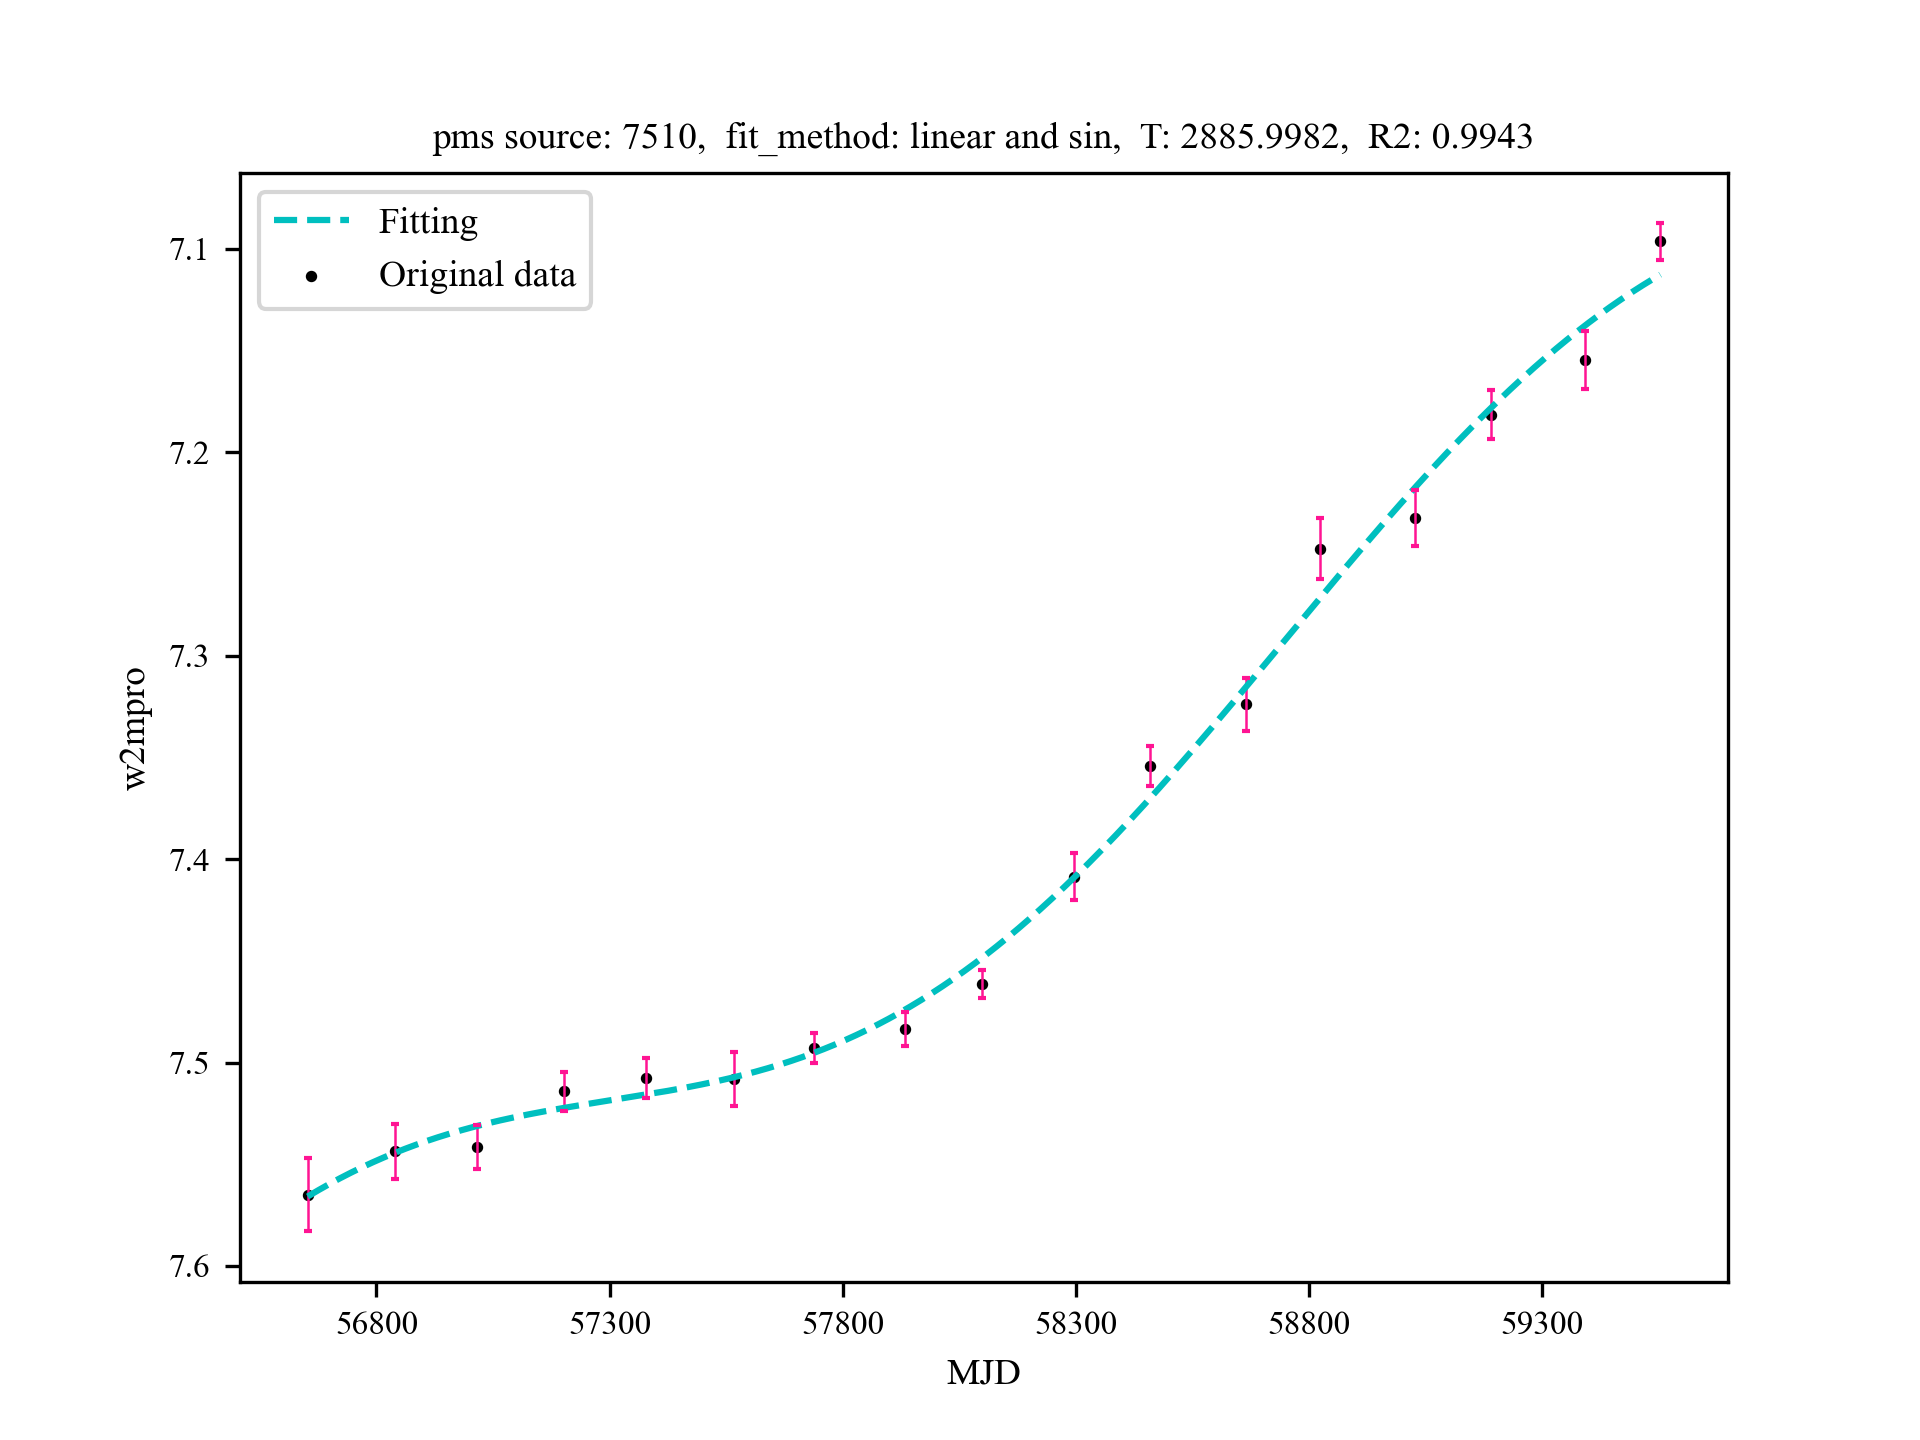 pms source: 7510,  fit_method: linear and sin,  T: 2885.9982,  R2: 0.9943
Fitting
Original data
7.1
7.2
7.3
7.4
7.5
7.6
w2mpro
56800 57300 57800 58300 58800 59300
MJD